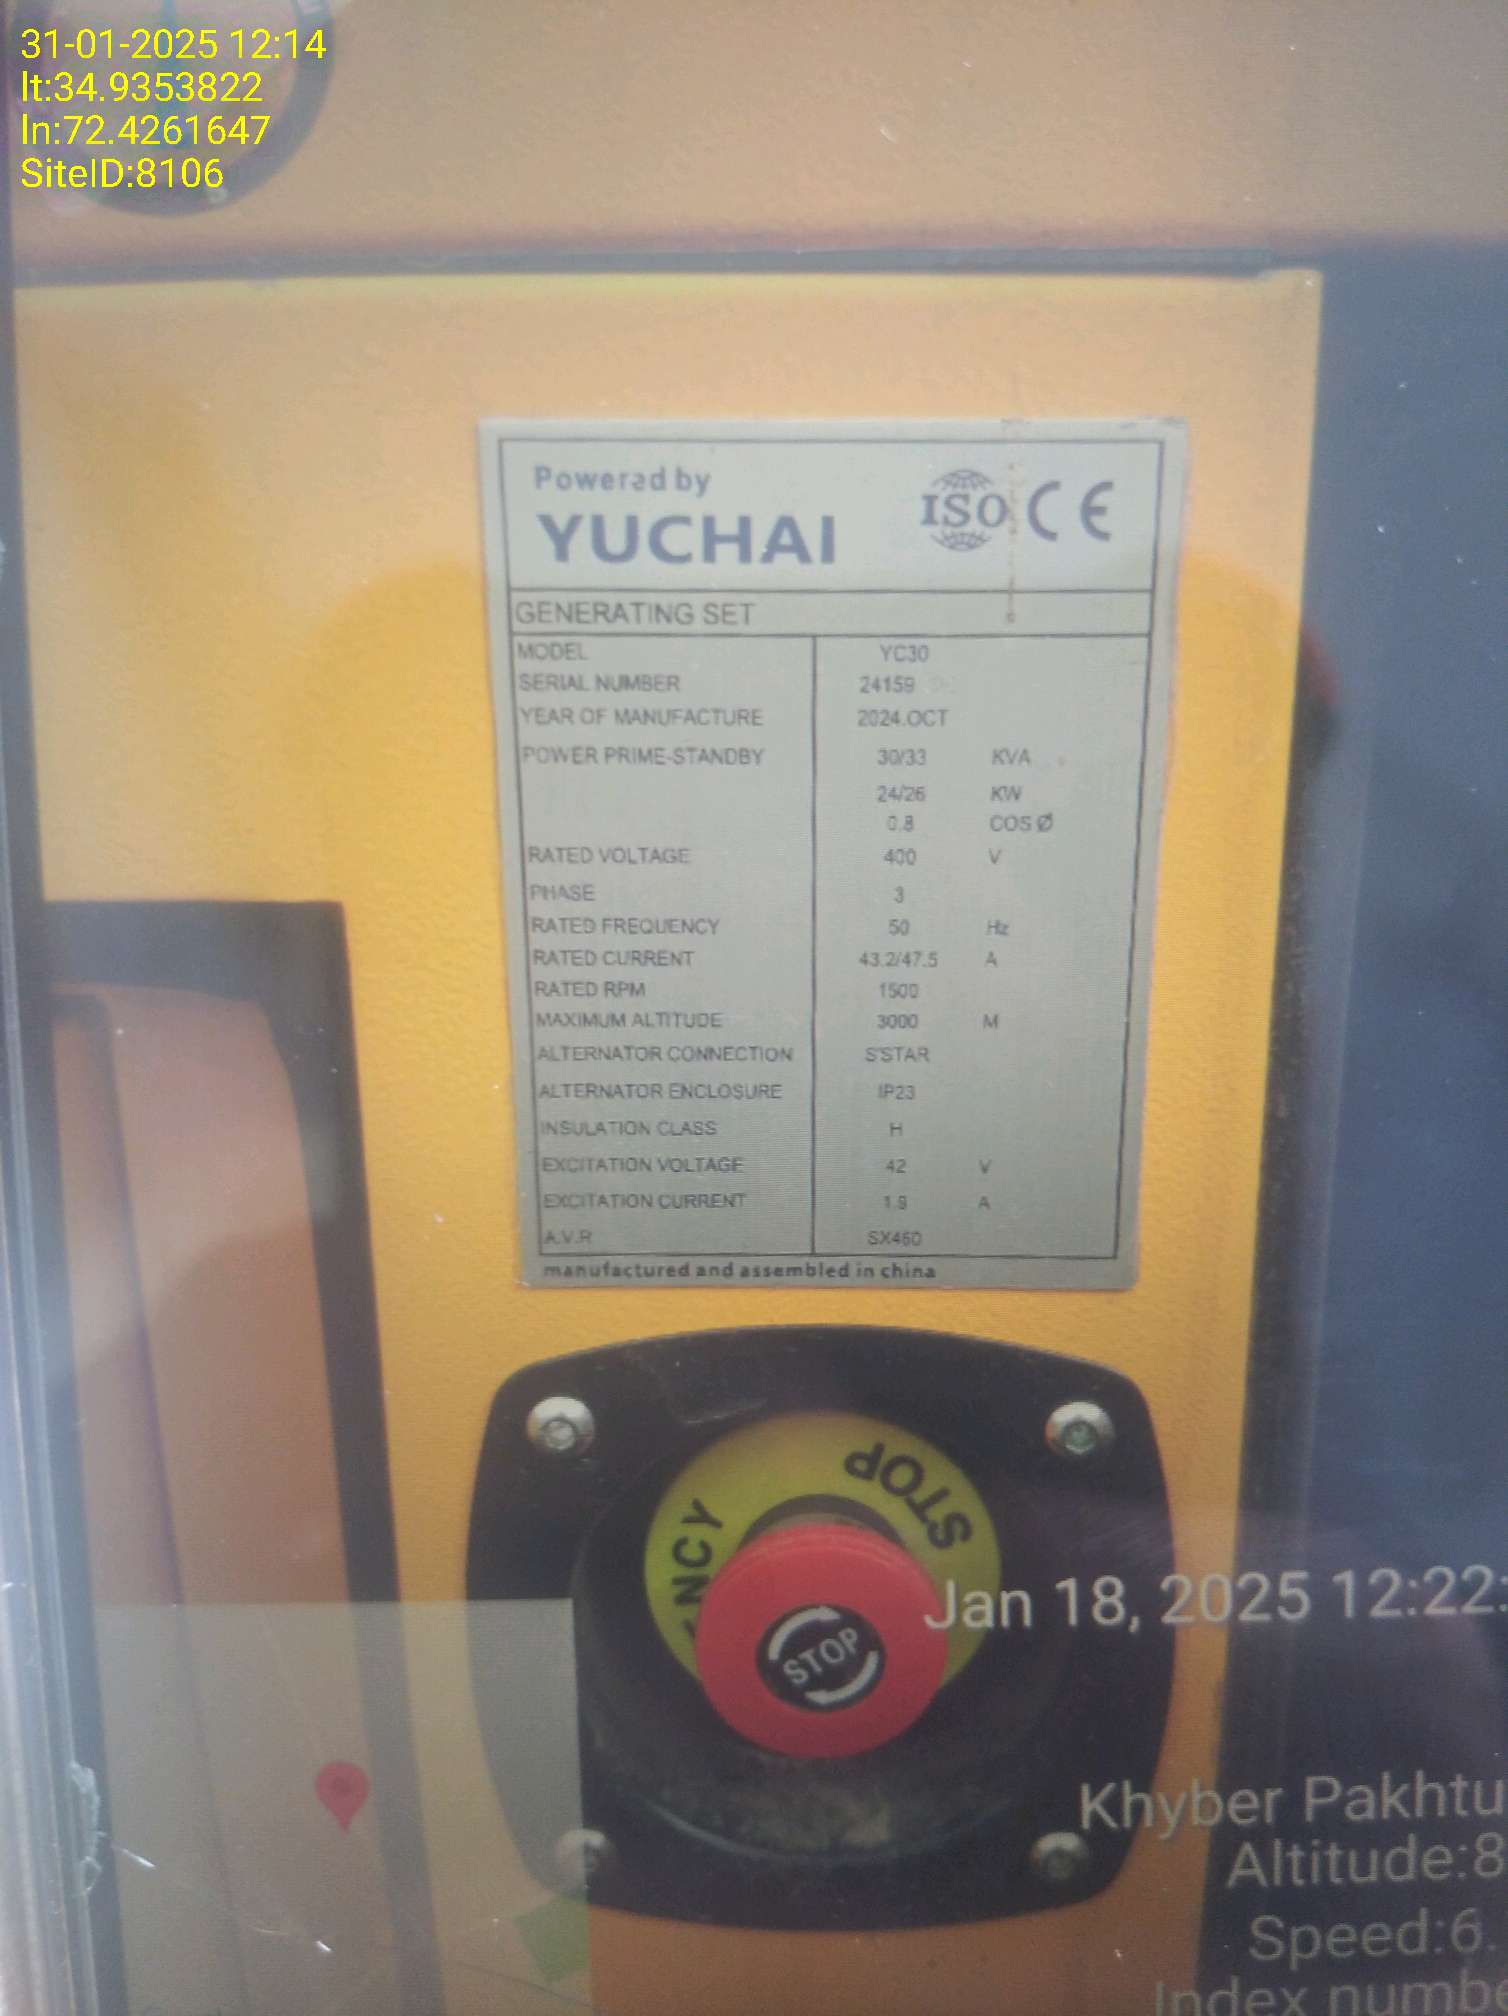 31-01-2025 12:14
lt:34.9353822
ln:72.4261647
SiteID:8106
Powered by
YUCHAI
ISO CE
GENERATING SET
MODEL YC30
SERIAL NUMBER 24159
YEAR OF MANUFACTURE 2024.OCT
POWER PRIME-STANDBY 30/33 KVA
24/26 KW
0.8 COS Ø
RATED VOLTAGE 400 V
PHASE 3
RATED FREQUENCY 50 Hz
RATED CURRENT 43.2/47.5 A
RATED RPM 1500
MAXIMUM ALTITUDE 3000 M
ALTERNATOR CONNECTION S'STAR
ALTERNATOR ENCLOSURE IP23
INSULATION CLASS H
EXCITATION VOLTAGE 42 V
EXCITATION CURRENT 1.9 A
A.V.R SX460
manufactured and assembled in china
NCY STOP
STOP
Jan 18, 2025 12:22:
Khyber Pakhtu
Altitude:8
Speed:6.
Index numbe